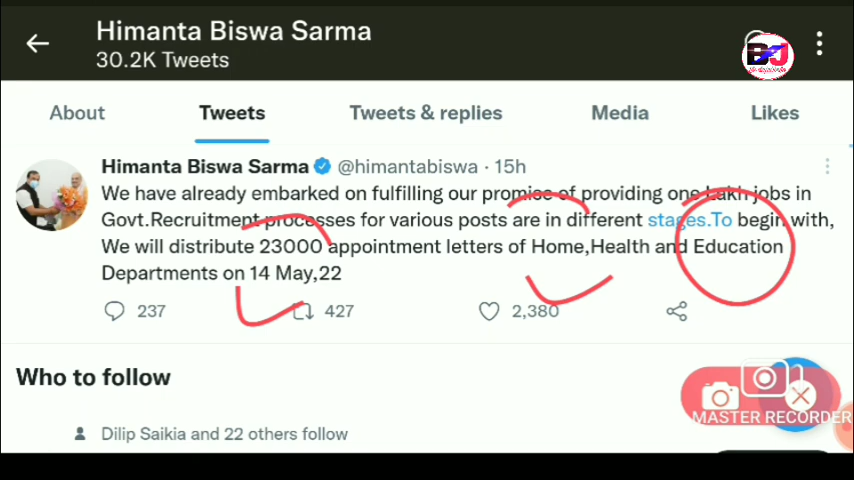 Himanta Biswa Sarma
30.2K Tweets
BJ
About Tweets Tweets & replies Media Likes
Himanta Biswa Sarma @himantabiswa · 15h
We have already embarked on fulfilling our promise of providing one Lakh jobs in
Govt.Recruitment processes for various posts are in different stages.To begin with,
We will distribute 23000 appointment letters of Home,Health and Education
Departments on 14 May,22
237 427 2,380
Who to follow
MASTER RECORDER
Dilip Saikia and 22 others follow